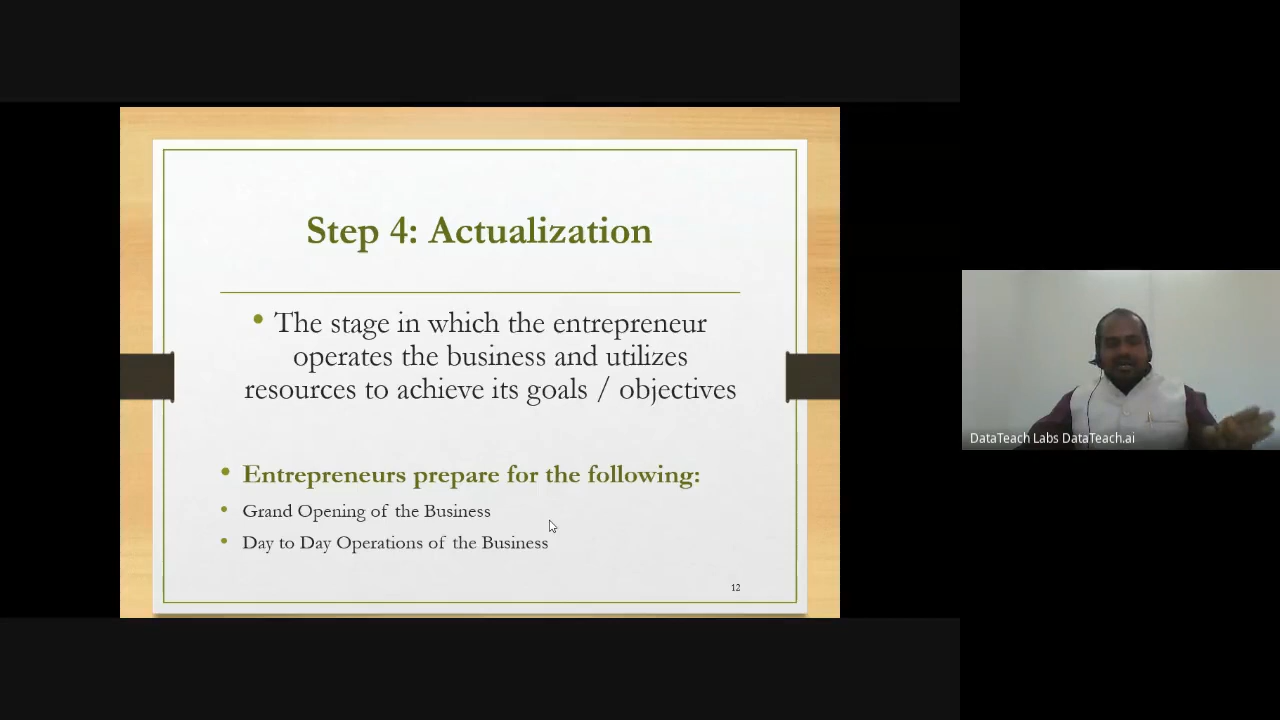 Step 4: Actualization
• The stage in which the entrepreneur
operates the business and utilizes
resources to achieve its goals / objectives
• Entrepreneurs prepare for the following:
• Grand Opening of the Business
• Day to Day Operations of the Business
12
DataTeach Labs DataTeach.ai